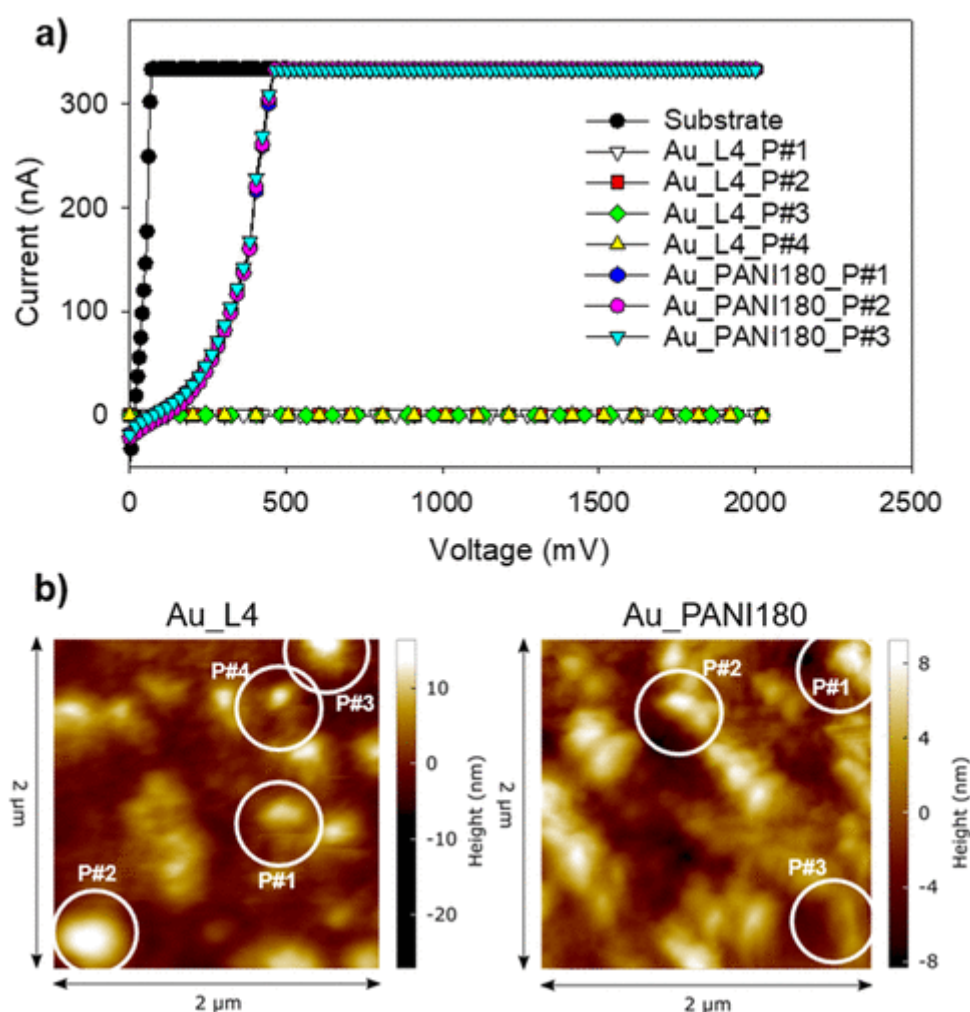 a)
Current (nA)
300
200
100
0
Substrate
Au_L4_P#1
Au_L4_P#2
Au_L4_P#3
Au_L4_P#4
Au_PANI180_P#1
Au_PANI180_P#2
Au_PANI180_P#3
0 500 1000 1500 2000 2500
Voltage (mV)
b)
Au_L4
2 µm
P#4
P#3
P#1
P#2
2 µm
10
0
-10
-20
Height (nm)
Au_PANI180
2 µm
P#2
P#1
P#3
2 µm
8
4
0
-4
-8
Height (nm)